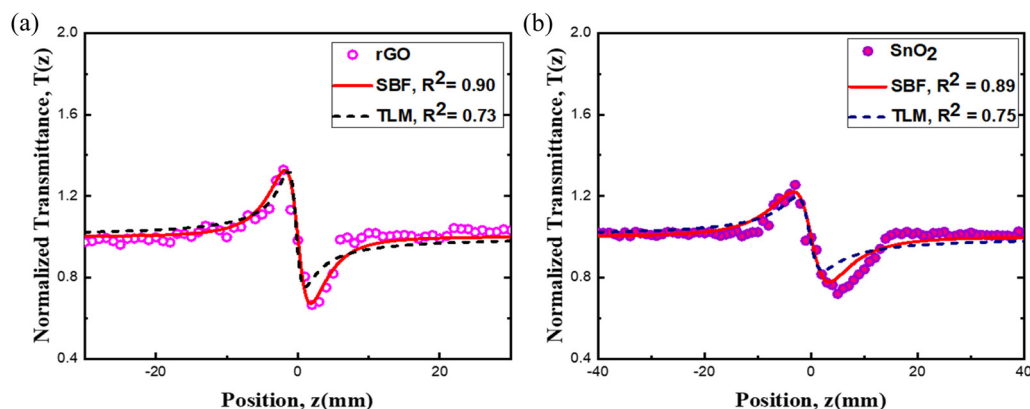 (a)
2.0
1.6
1.2
0.8
0.4
Normalized Transmittance, T(z)
rGO
SBF, R²= 0.90
TLM, R²= 0.73
-20
0
20
Position, z(mm)
(b)
2.0
1.6
1.2
0.8
0.4
Normalized Transmittance, T(z)
SnO₂
SBF, R²= 0.89
TLM, R²= 0.75
-40
-20
0
20
40
Position, z(mm)